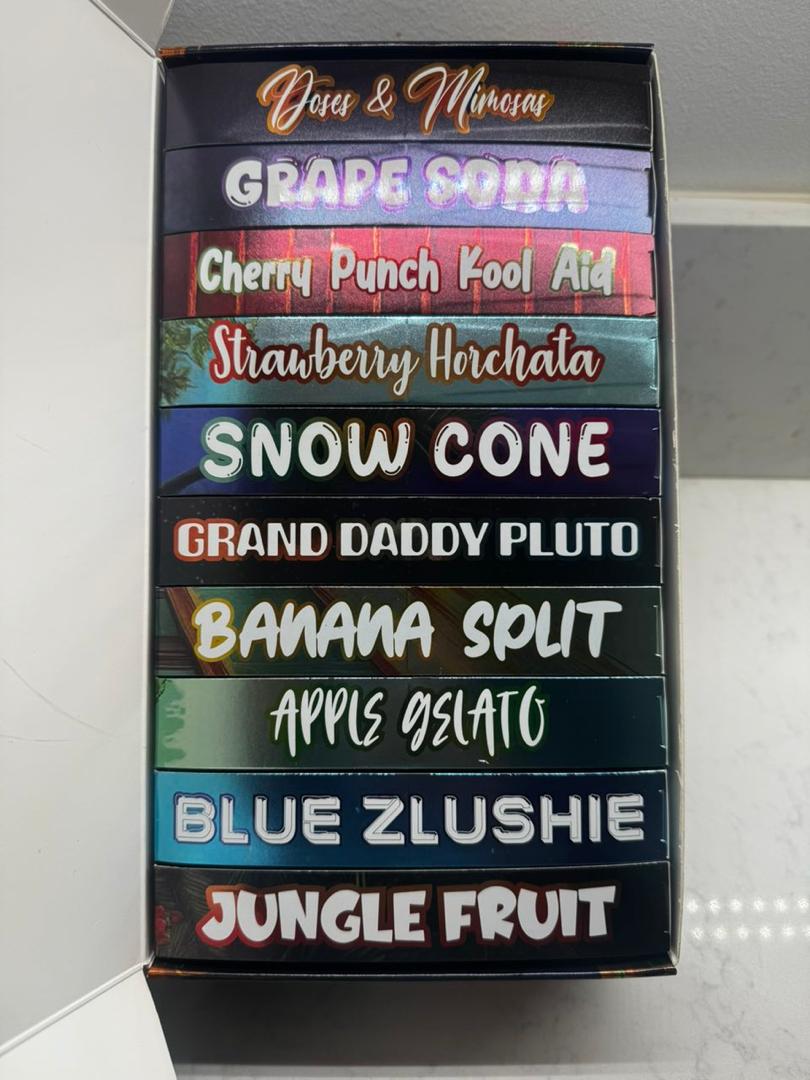 Doses & Mimosas
GRAPE SODA
Cherry Punch Kool Aid
Strawberry Horchata
SNOW CONE
GRAND DADDY PLUTO
BANANA SPLIT
APPLE GELATO
BLUE ZLUSHIE
JUNGLE FRUIT